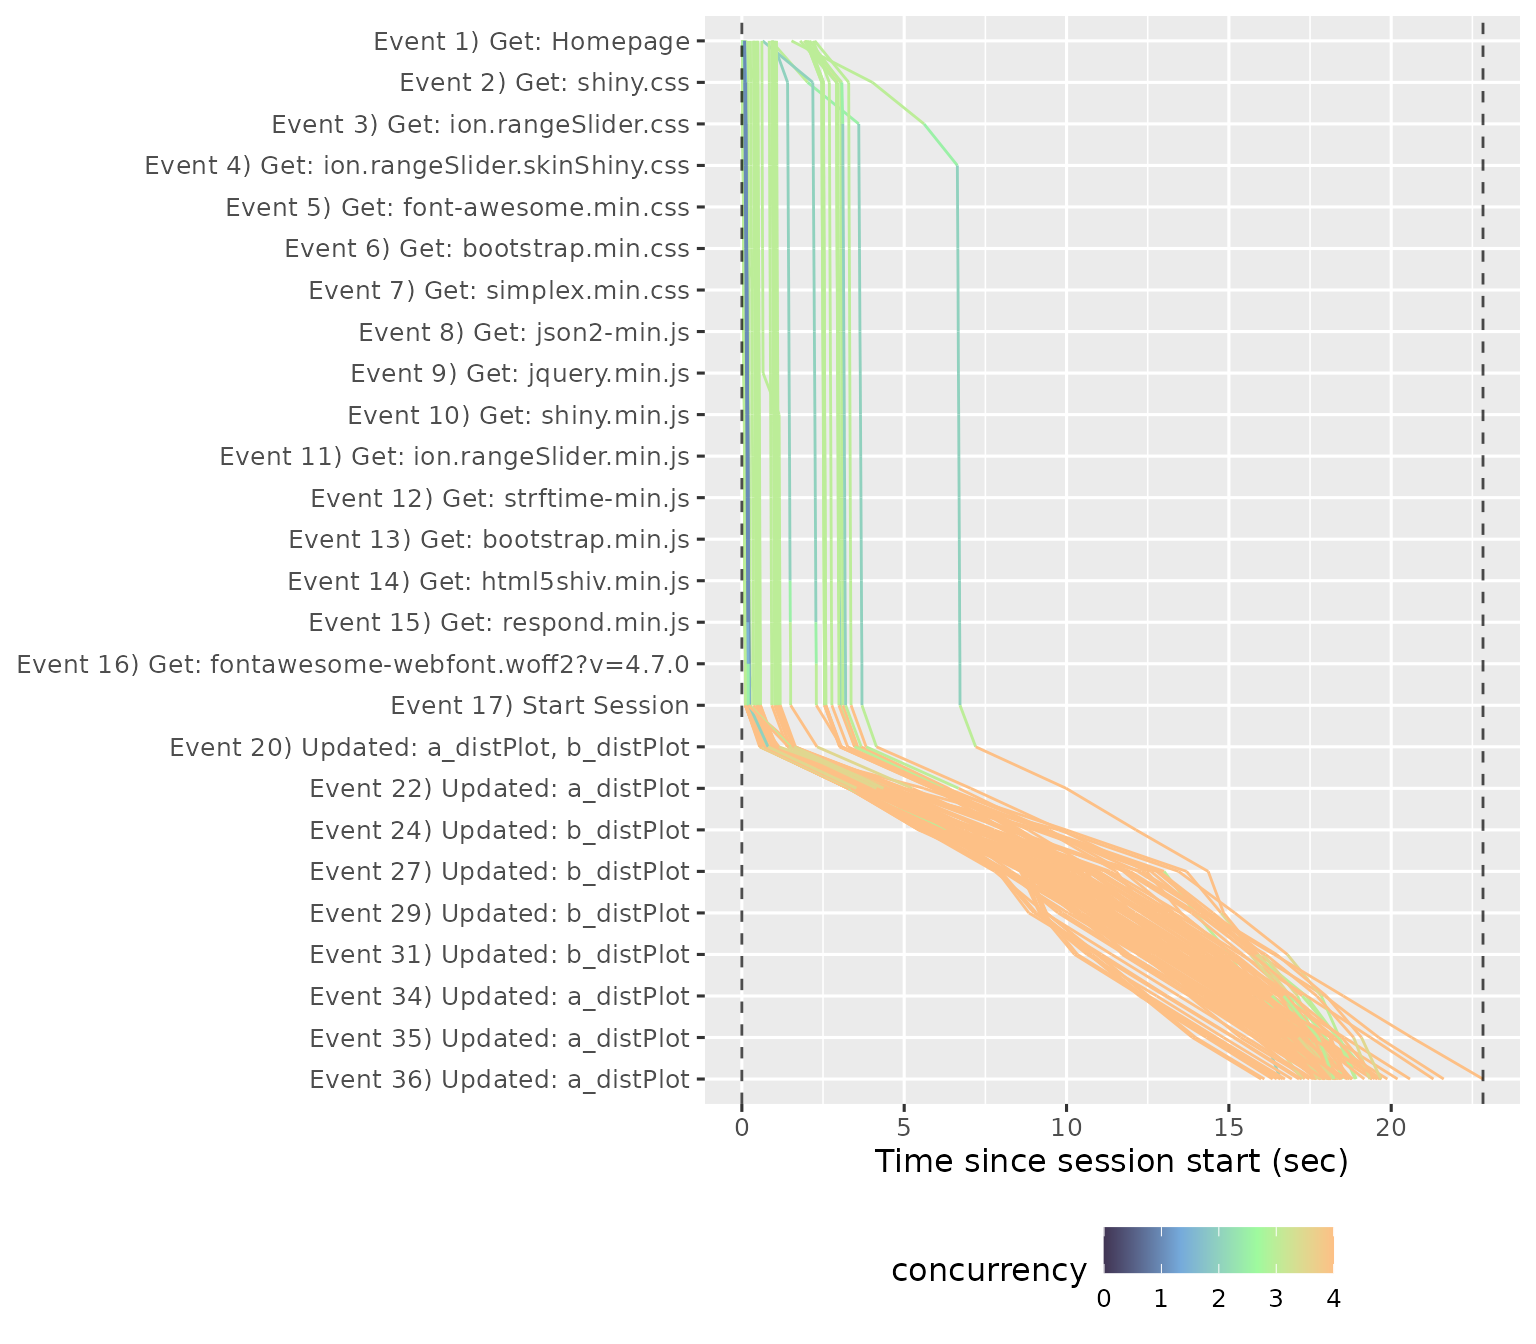 Event 1) Get: Homepage
Event 2) Get: shiny.css
Event 3) Get: ion.rangeSlider.css
Event 4) Get: ion.rangeSlider.skinShiny.css
Event 5) Get: font-awesome.min.css
Event 6) Get: bootstrap.min.css
Event 7) Get: simplex.min.css
Event 8) Get: json2-min.js
Event 9) Get: jquery.min.js
Event 10) Get: shiny.min.js
Event 11) Get: ion.rangeSlider.min.js
Event 12) Get: strftime-min.js
Event 13) Get: bootstrap.min.js
Event 14) Get: html5shiv.min.js
Event 15) Get: respond.min.js
Event 16) Get: fontawesome-webfont.woff2?v=4.7.0
Event 17) Start Session
Event 20) Updated: a_distPlot, b_distPlot
Event 22) Updated: a_distPlot
Event 24) Updated: b_distPlot
Event 27) Updated: b_distPlot
Event 29) Updated: b_distPlot
Event 31) Updated: b_distPlot
Event 34) Updated: a_distPlot
Event 35) Updated: a_distPlot
Event 36) Updated: a_distPlot
0 5 10 15 20
Time since session start (sec)
concurrency
0 1 2 3 4